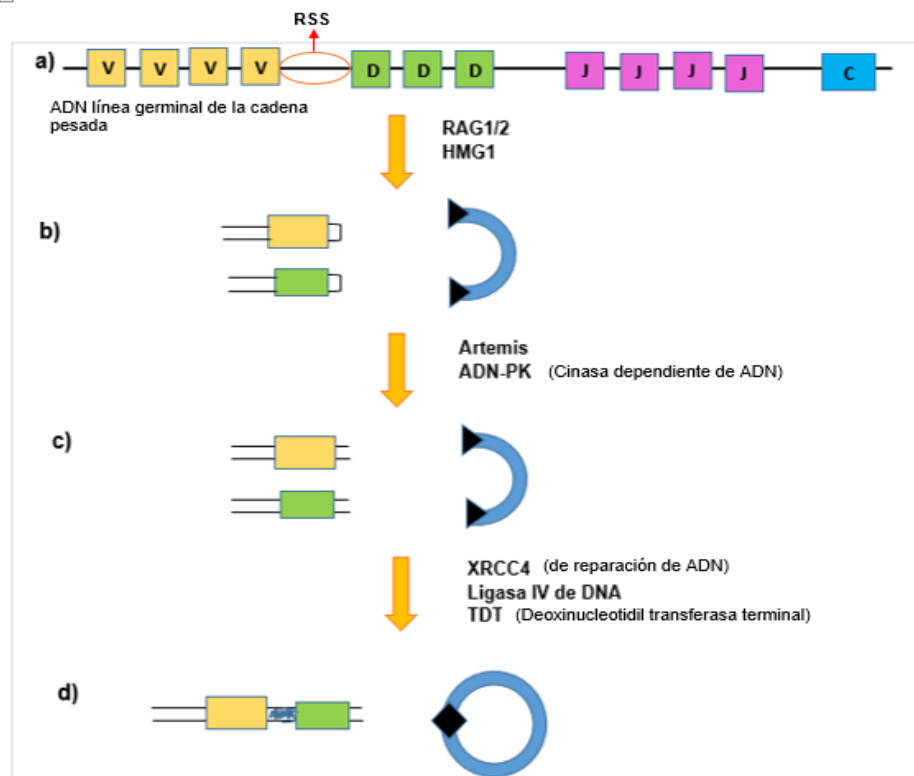 RSS
a) V V V V D D D J J J J C
ADN línea germinal de la cadena
pesada
RAG1/2
HMG1
b)
Artemis
ADN-PK (Cinasa dependiente de ADN)
c)
XRCC4 (de reparación de ADN)
Ligasa IV de DNA
TDT (Deoxinucleotidil transferasa terminal)
d)